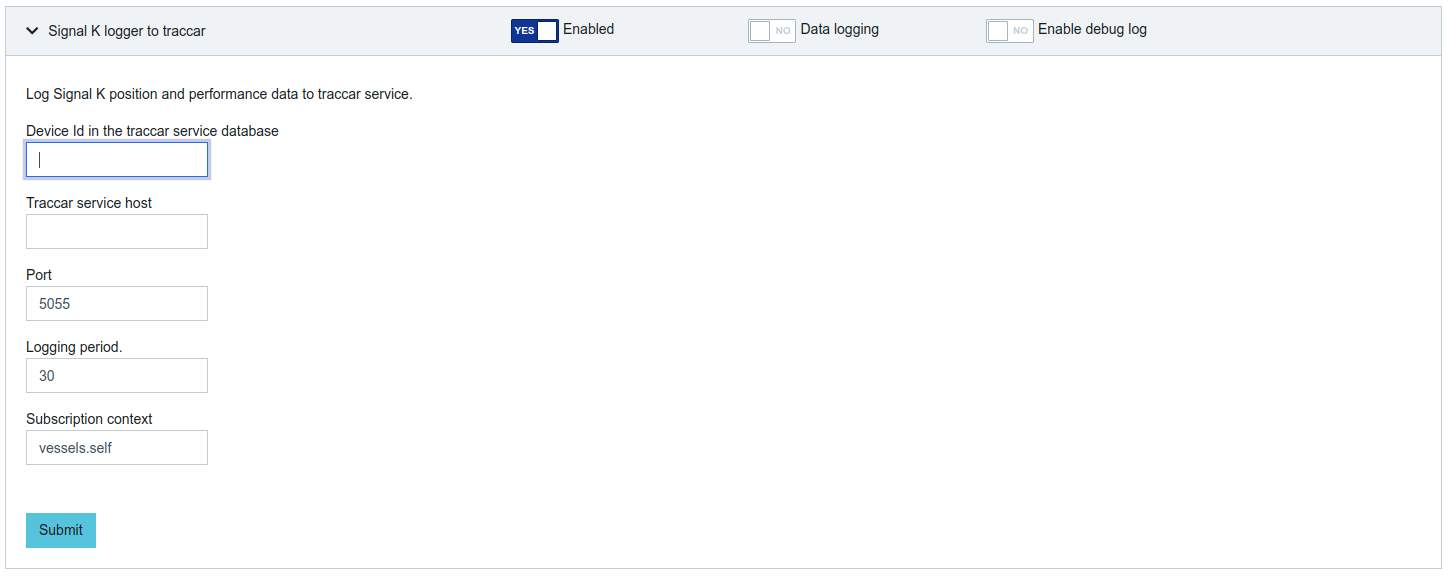 Signal K logger to traccar YES Enabled NO Data logging NO Enable debug log
Log Signal K position and performance data to traccar service.
Device Id in the traccar service database
Traccar service host
Port
5055
Logging period.
30
Subscription context
vessels.self
Submit